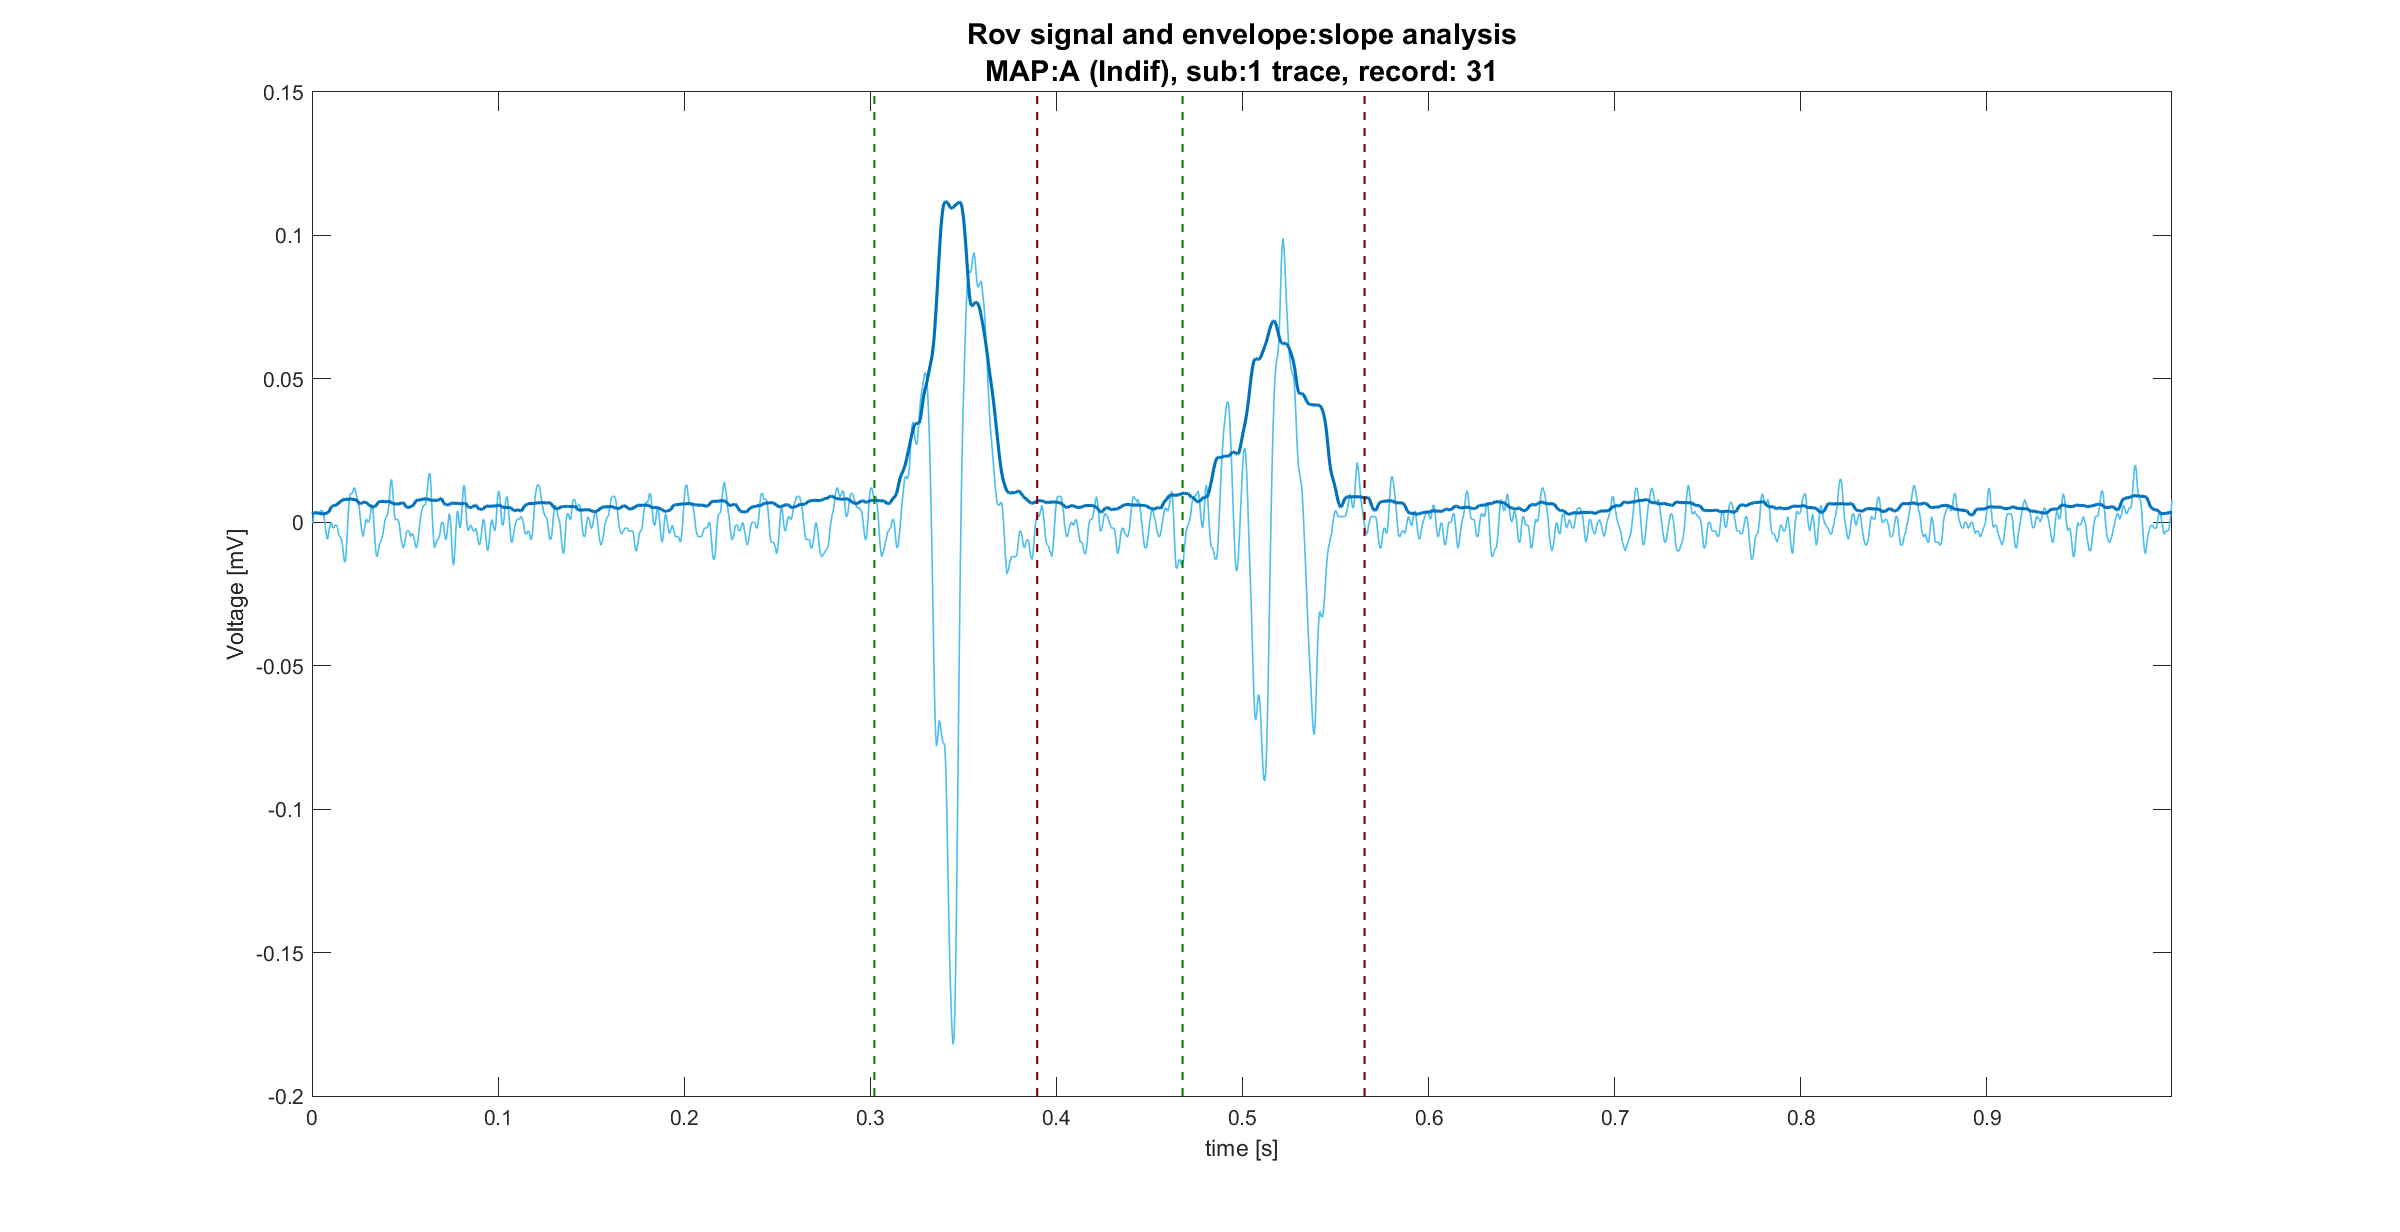 Rov signal and envelope:slope analysis
MAP:A (Indif), sub:1 trace, record: 31
0.15
0.1
0.05
0
-0.05
-0.1
-0.15
-0.2
Voltage [mV]
0 0.1 0.2 0.3 0.4 0.5 0.6 0.7 0.8 0.9
time [s]